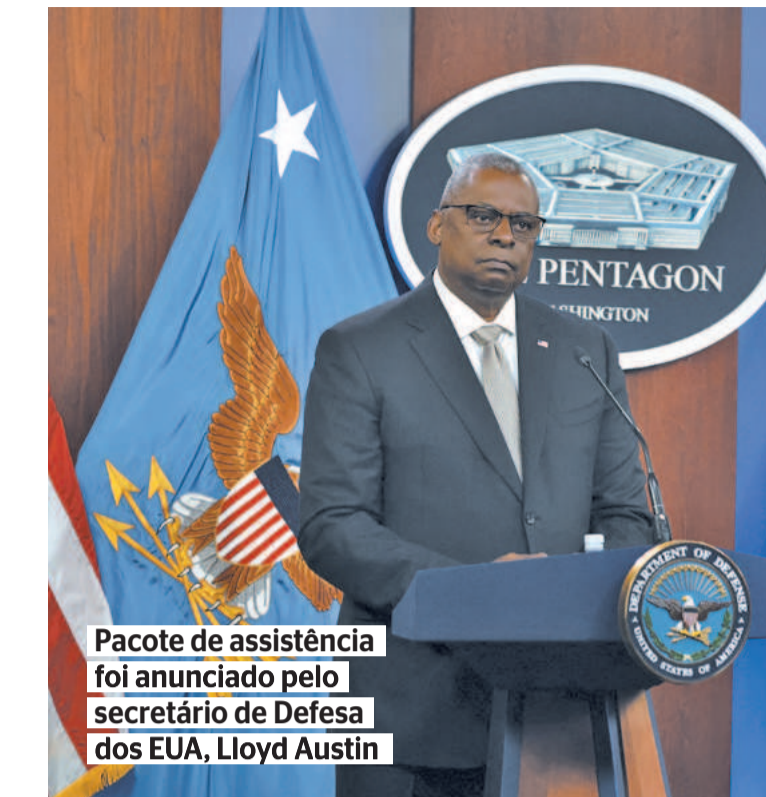 PENTAGON
WASHINGTON
DEPARTMENT OF DEFENSE
UNITED STATES OF AMERICA
Pacote de assistência
foi anunciado pelo
secretário de Defesa
dos EUA, Lloyd Austin